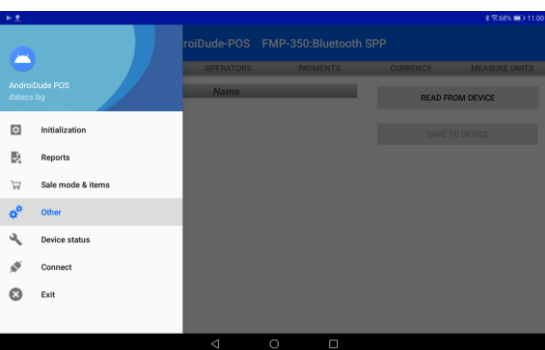 68% 11:00
roiDude-POS FMP-350:Bluetooth SPP
OPERATORS PAYMENTS CURRENCY MEASURE UNITS
Name
READ FROM DEVICE
SAVE TO DEVICE
AndroiDude POS
datecs.bg
Initialization
Reports
Sale mode & items
Other
Device status
Connect
Exit